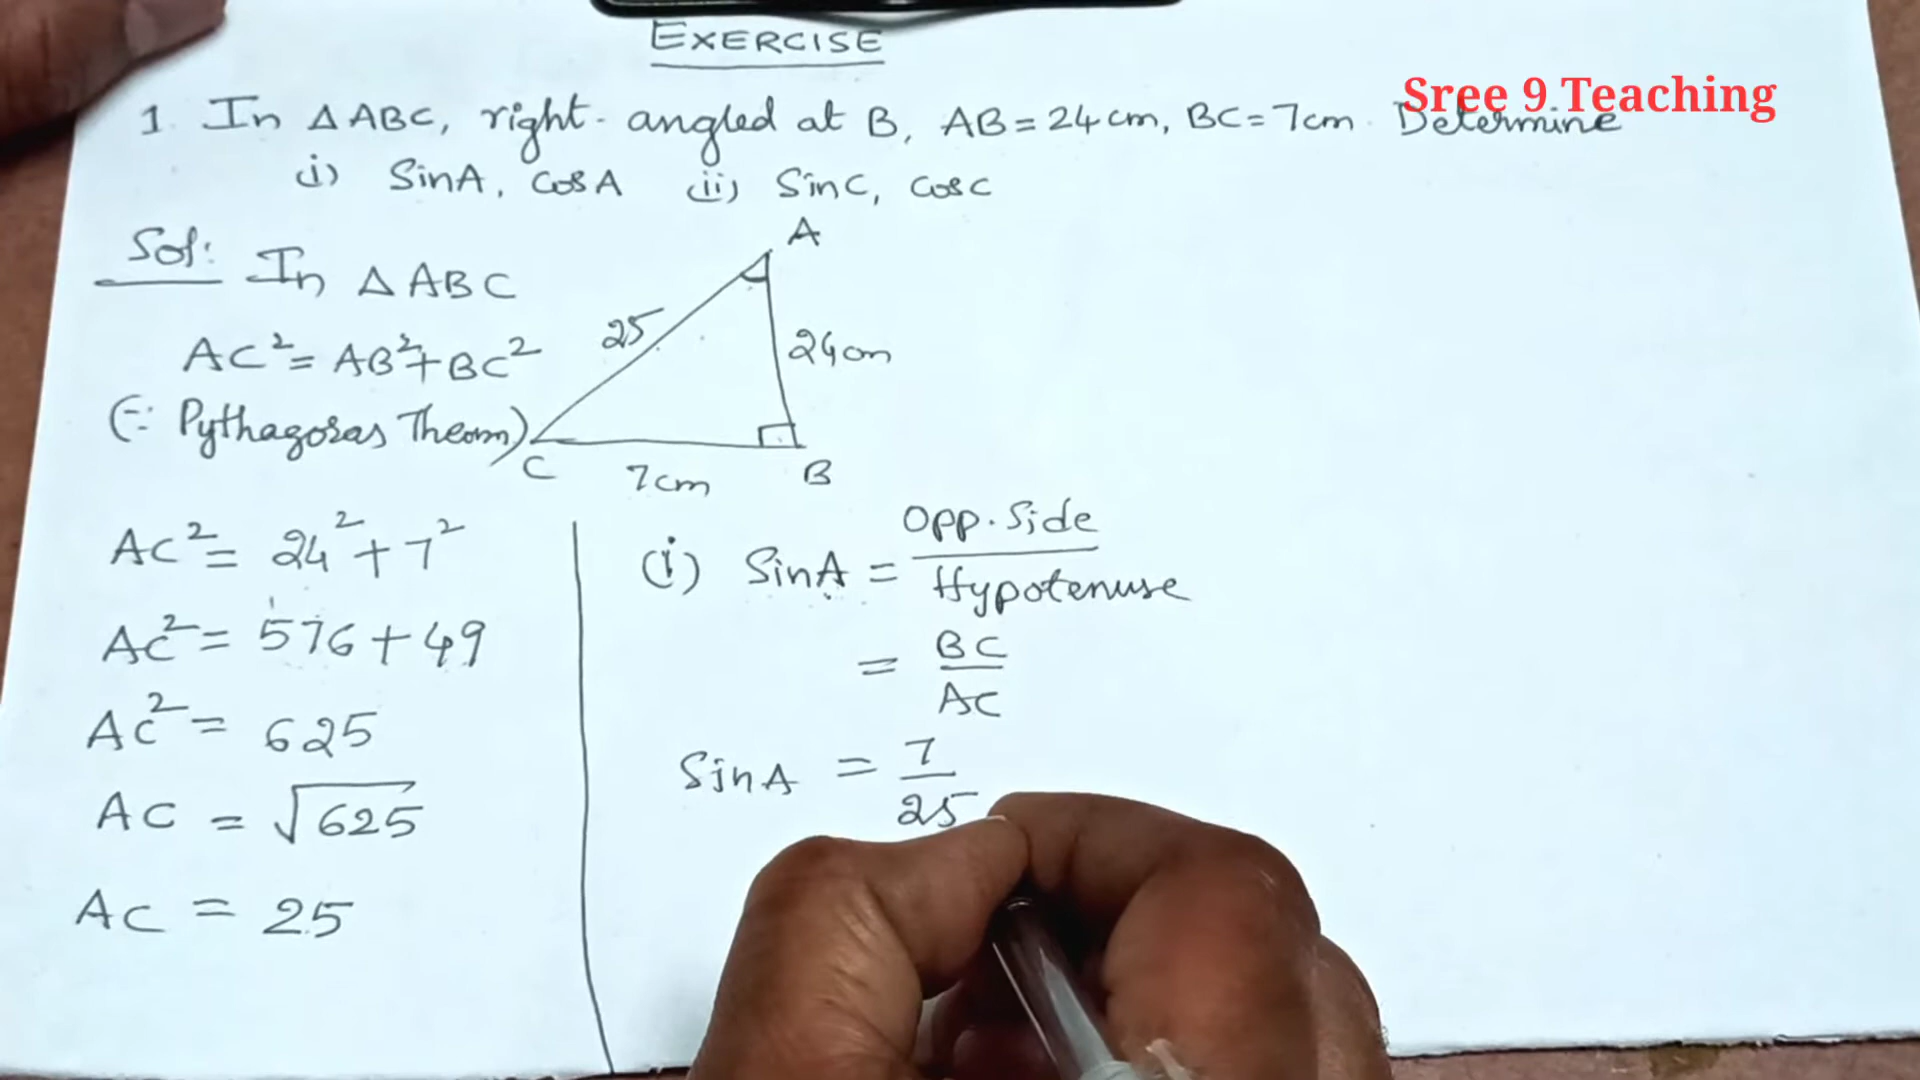 EXERCISE
Sree 9 Teaching
1. In △ABC, right-angled at B, AB = 24cm, BC = 7cm. Determine
(i) SinA, CosA (ii) SinC, CosC
Sol: In △ABC
A
AC² = AB² + BC²
25
24cm
(∵ Pythagoras Theorm)
C
7cm
B
AC² = 24² + 7²
AC² = 576 + 49
AC² = 625
AC = √625
AC = 25
(i) SinA = Opp. Side / Hypotenuse
= BC / AC
SinA = 7 / 25